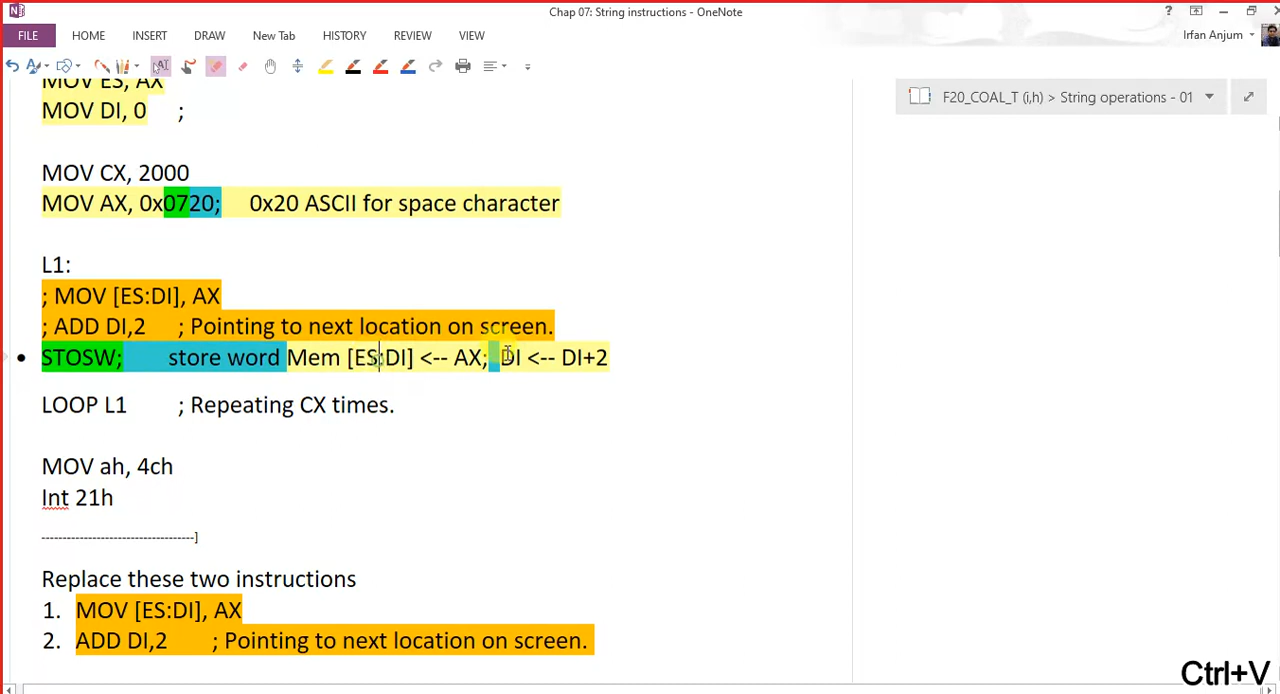 Chap 07: String instructions - OneNote
?
FILE HOME INSERT DRAW New Tab HISTORY REVIEW VIEW
Irfan Anjum
MOV ES, AX
F20_COAL_T (i,h) > String operations - 01
MOV DI, 0 ;
MOV CX, 2000
MOV AX, 0x0720; 0x20 ASCII for space character
L1:
; MOV [ES:DI], AX
; ADD DI,2 ; Pointing to next location on screen.
• STOSW; store word Mem [ES:DI] <-- AX; DI <-- DI+2
LOOP L1 ; Repeating CX times.
MOV ah, 4ch
Int 21h
----------------------------------]
Replace these two instructions
1. MOV [ES:DI], AX
2. ADD DI,2 ; Pointing to next location on screen.
Ctrl+V